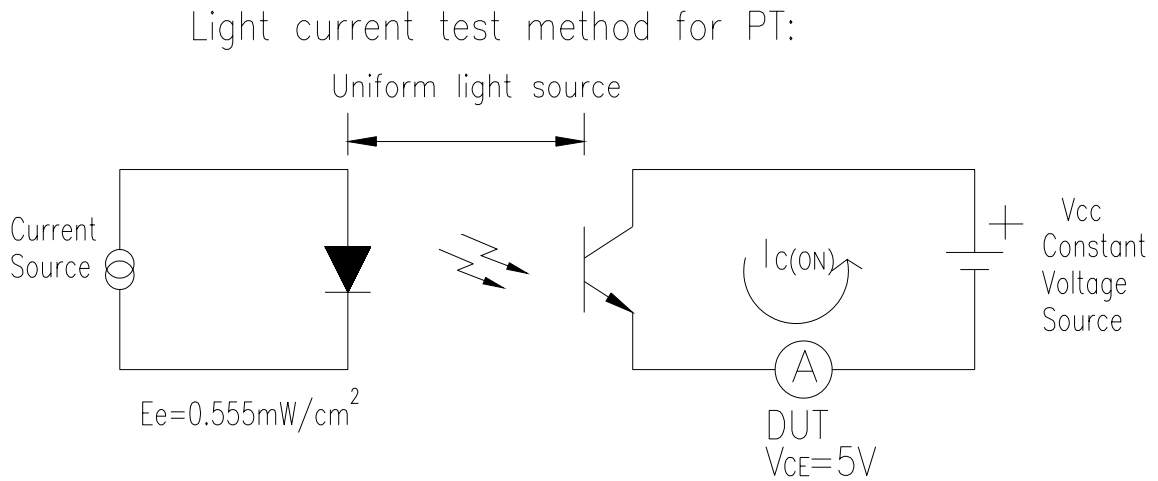 Light current test method for PT:
Uniform light source
Current
Source
Ee=0.555mW/cm²
IC(ON)
A
DUT
VCE=5V
+
Vcc
Constant
Voltage
Source